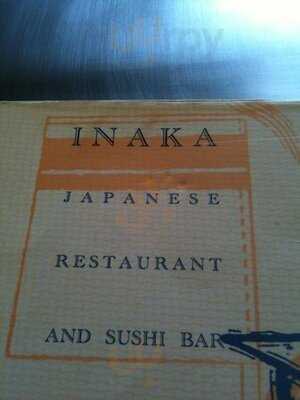 INAKA
JAPANESE
RESTAURANT
AND SUSHI BAR